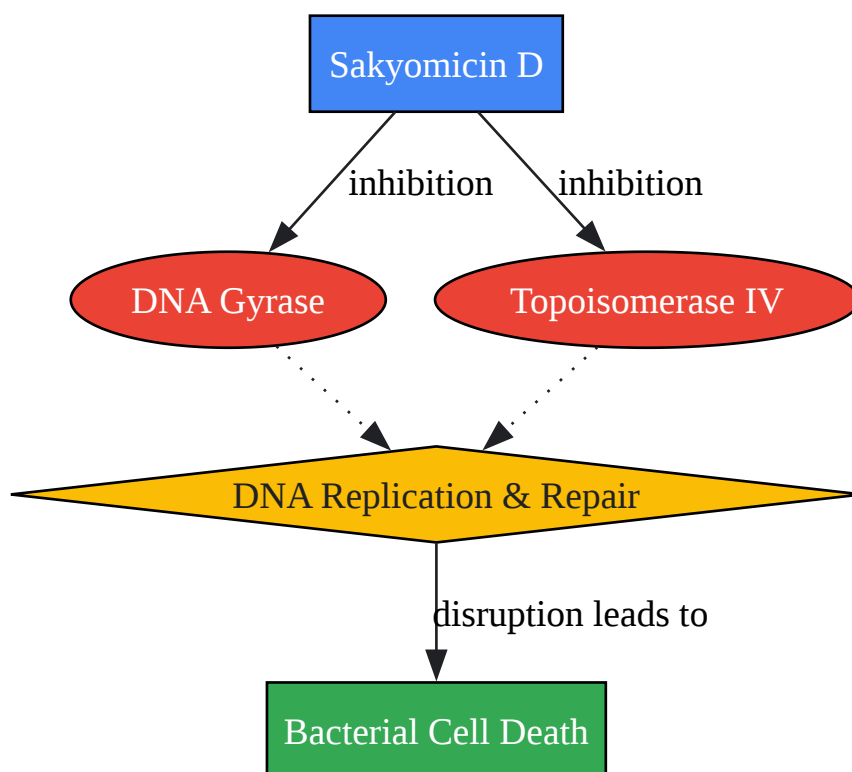 Sakyomicin D
inhibition
inhibition
DNA Gyrase
Topoisomerase IV
DNA Replication & Repair
disruption leads to
Bacterial Cell Death